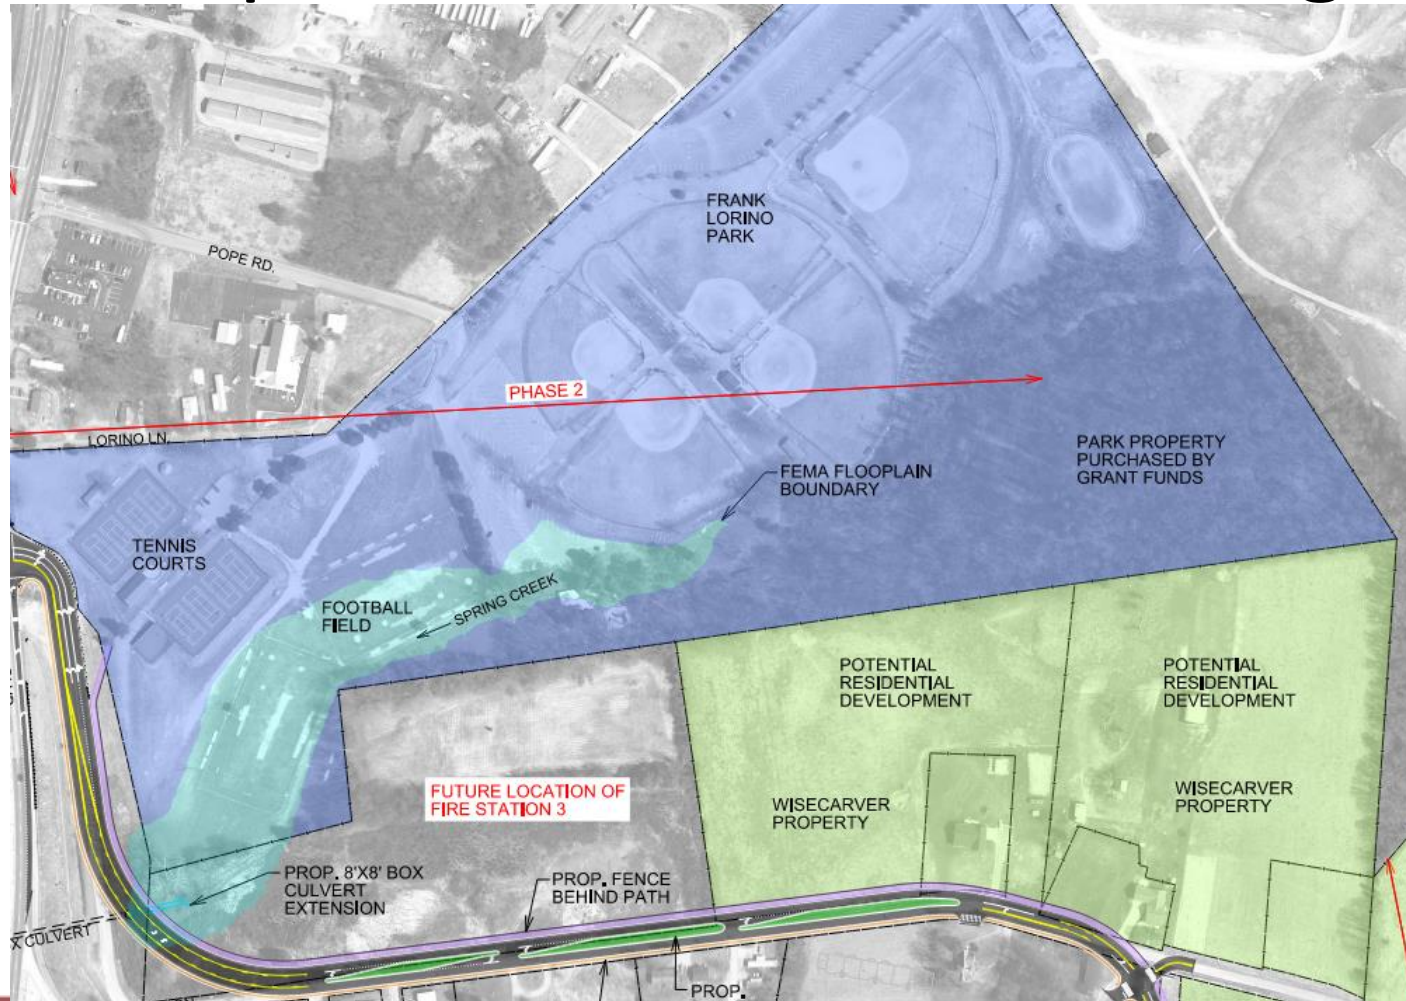 FRANK
LORINO
PARK
POPE RD.
PHASE 2
LORINO LN.
PARK PROPERTY
PURCHASED BY
GRANT FUNDS
FEMA FLOOPLAIN
BOUNDARY
TENNIS
COURTS
FOOTBALL
FIELD
SPRING CREEK
POTENTIAL
RESIDENTIAL
DEVELOPMENT
POTENTIAL
RESIDENTIAL
DEVELOPMENT
FUTURE LOCATION OF
FIRE STATION 3
WISECARVER
PROPERTY
WISECARVER
PROPERTY
PROP. 8'X8' BOX
CULVERT
EXTENSION
PROP. FENCE
BEHIND PATH
X CULVERT
PROP.